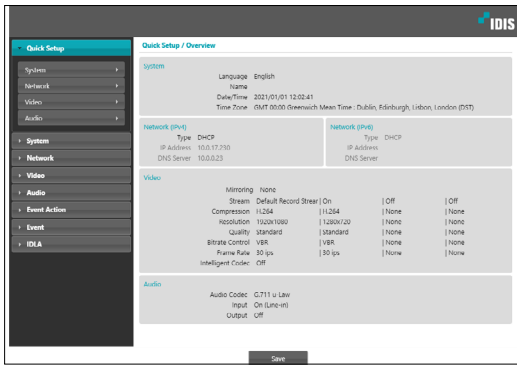 IDIS
Quick Setup
System
Network
Video
Audio
System
Network
Video
Audio
Event Action
Event
IDLA
Quick Setup / Overview
System
Language English
Name
Date/Time 2021/01/01 12:02:41
Time Zone GMT 00:00 Greenwich Mean Time : Dublin, Edinburgh, Lisbon, London (DST)
Network (IPv4)
Type DHCP
IP Address 10.0.17.230
DNS Server 10.0.0.23
Network (IPv6)
Type DHCP
IP Address
DNS Server
Video
Mirroring None
Stream Default Record Strear | On | Off | Off
Compression H.264 | H.264 | None | None
Resolution 1920x1080 | 1280x720 | None | None
Quality Standard | Standard | None | None
Bitrate Control VBR | VBR | None | None
Frame Rate 30 ips | 30 ips | None | None
Intelligent Codec Off
Audio
Audio Codec G.711 u Law
Input On (Line-in)
Output Off
Save